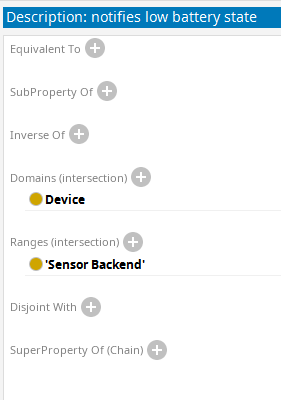 Description: notifies low battery state
Equivalent To
SubProperty Of
Inverse Of
Domains (intersection)
Device
Ranges (intersection)
'Sensor Backend'
Disjoint With
SuperProperty Of (Chain)